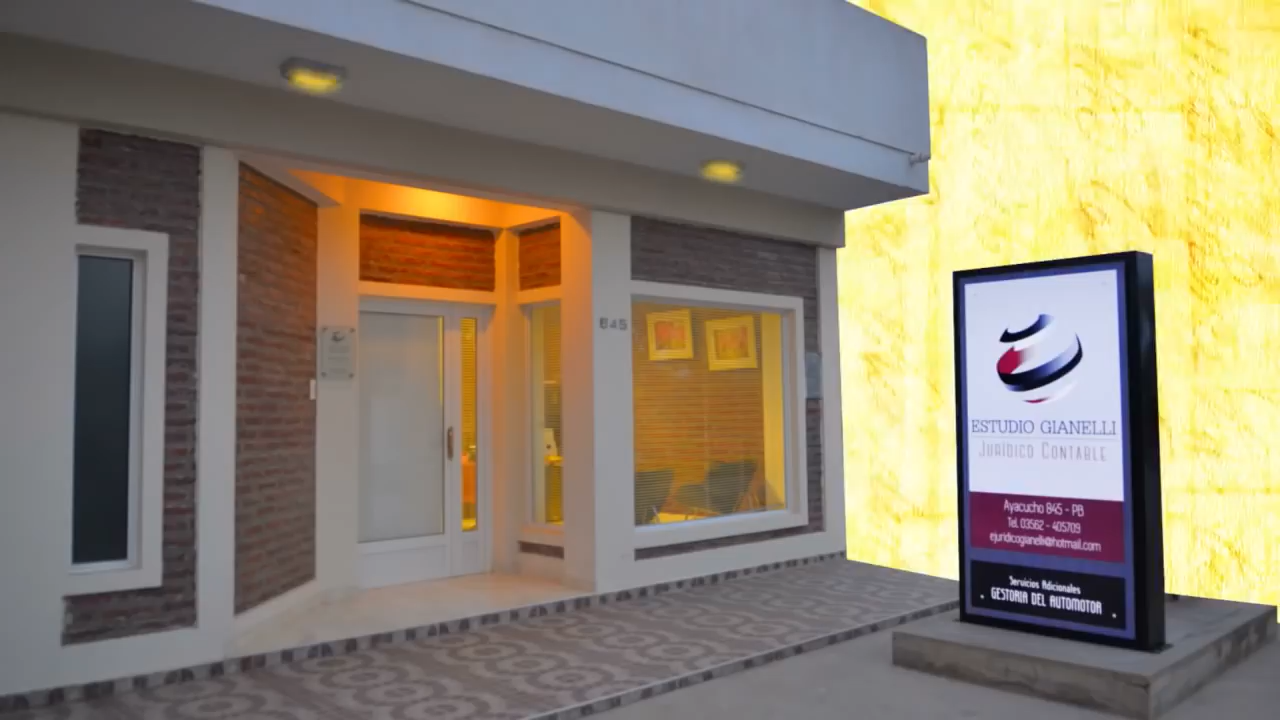 845
ESTUDIO GIANELLI
JURÍDICO CONTABLE
Ayacucho 845 - PB
Tel. 03562 - 405709
ejuridicogianelli@hotmail.com
Servicios Adicionales
• GESTORIA DEL AUTOMOTOR •